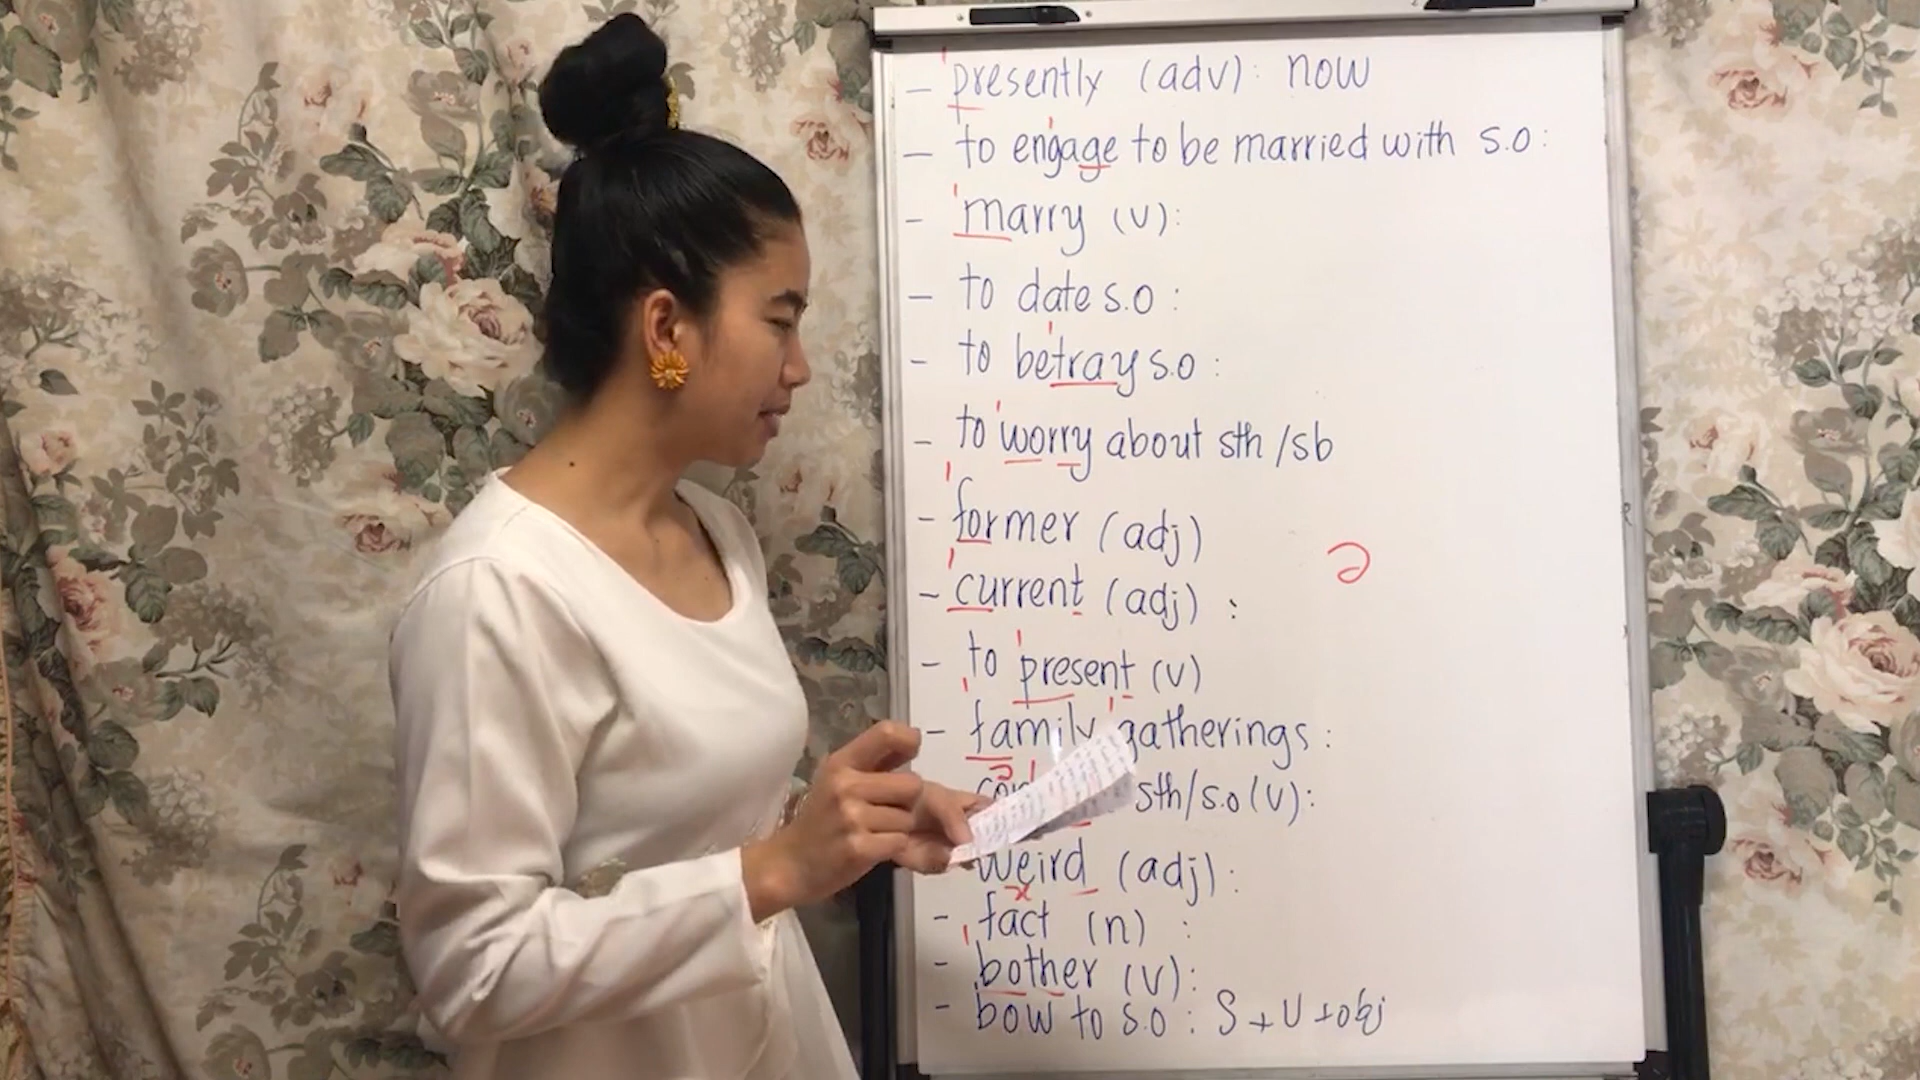 - presently (adv): now
- to engage to be married with s.o:
- marry (v):
- to date s.o:
- to betray s.o:
- to worry about sth/sb
- former (adj)
- current (adj):
- to present (v)
- family gatherings:
sth/s.o (v):
weird (adj):
- fact (n):
- bother (v):
- bow to s.o: S + V + obj